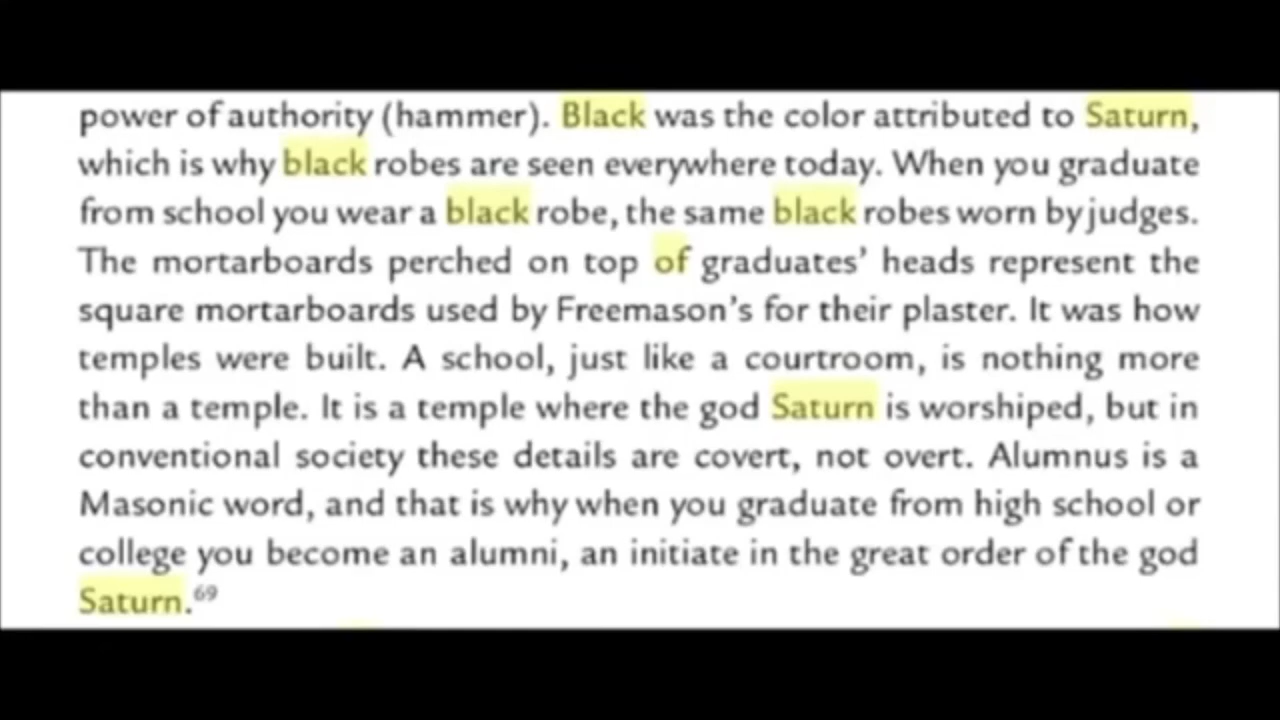 power of authority (hammer). Black was the color attributed to Saturn,
which is why black robes are seen everywhere today. When you graduate
from school you wear a black robe, the same black robes worn by judges.
The mortarboards perched on top of graduates’ heads represent the
square mortarboards used by Freemason’s for their plaster. It was how
temples were built. A school, just like a courtroom, is nothing more
than a temple. It is a temple where the god Saturn is worshiped, but in
conventional society these details are covert, not overt. Alumnus is a
Masonic word, and that is why when you graduate from high school or
college you become an alumni, an initiate in the great order of the god
Saturn.69